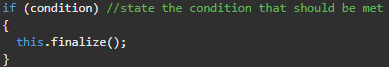 if (condition) //state the condition that should be met
{
  this.finalize();
}